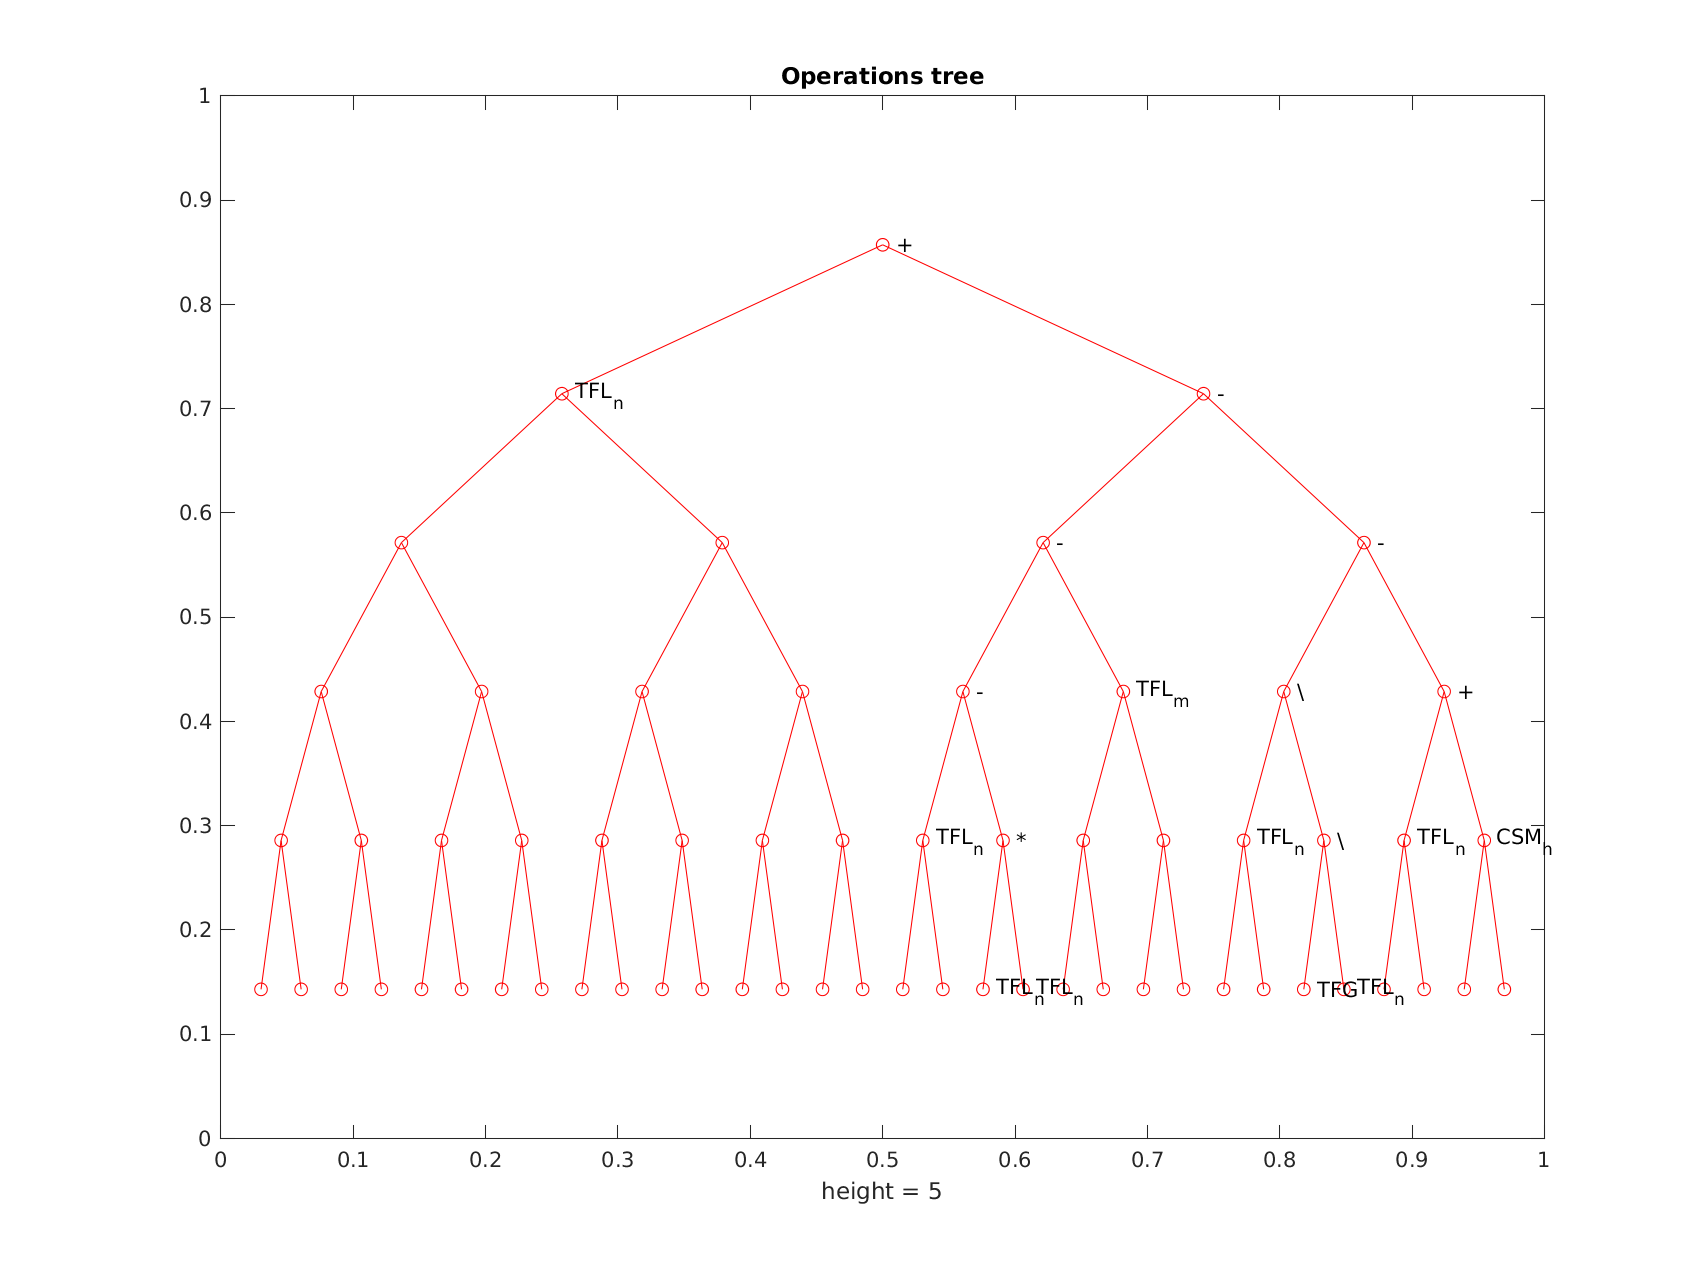 Operations tree
1
0.9
+
0.8
TFLn -
0.7
0.6
- -
0.5
- TFLm \ +
0.4
0.3
TFLn * TFLn \ TFLn CSMn
0.2
TFLn TFLn TFG TFLn
0.1
0
0 0.1 0.2 0.3 0.4 0.5 0.6 0.7 0.8 0.9 1
height = 5